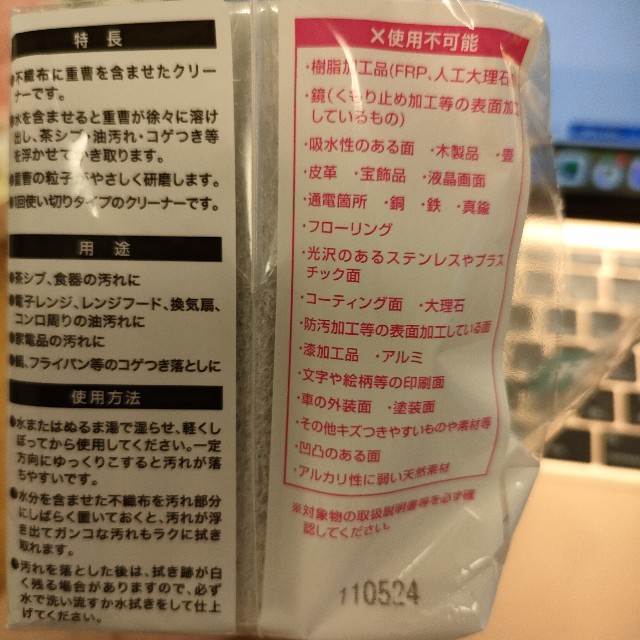 特長
●不織布に重曹を含ませたクリー
ナーです。
●水を含ませると重曹が徐々に溶け
出し、茶シブ・油汚れ・コゲつき等
を浮かせてかき取ります。
●重曹の粒子がやさしく研磨します。
●1回使い切りタイプのクリーナーです。
用途
●茶シブ、食器の汚れに
●電子レンジ、レンジフード、換気扇、
コンロ周りの油汚れに
●家電品の汚れに
●鍋、フライパン等のコゲつき落としに
使用方法
●水またはぬるま湯で湿らせ、軽くし
ぼってから使用してください。一定
方向にゆっくりこすると汚れが落
ちやすいです。
●水分を含ませた不織布を汚れ部分
にしばらく置いておくと、汚れが浮
き出てガンコな汚れもラクに拭き
取れます。
●汚れを落とした後は、拭き跡が白
く残る場合がありますので、必ず
水で洗い流すか水拭きをして仕上
げてください。
×使用不可能
・樹脂加工品(FRP、人工大理石)
・鏡(くもり止め加工等の表面加工
しているもの)
・吸水性のある面 ・木製品 ・畳
・皮革 ・宝飾品 ・液晶画面
・通電箇所 ・銅 ・鉄 ・真鍮
・フローリング
・光沢のあるステンレスやプラス
チック面
・コーティング面 ・大理石
・防汚加工等の表面加工している面
・漆加工品 ・アルミ
・文字や絵柄等の印刷面
・車の外装面 ・塗装面
・その他キズつきやすいものや素材等
・凹凸のある面
・アルカリ性に弱い天然素材
※対象物の取扱説明書等を必ず確
認してください。
110524